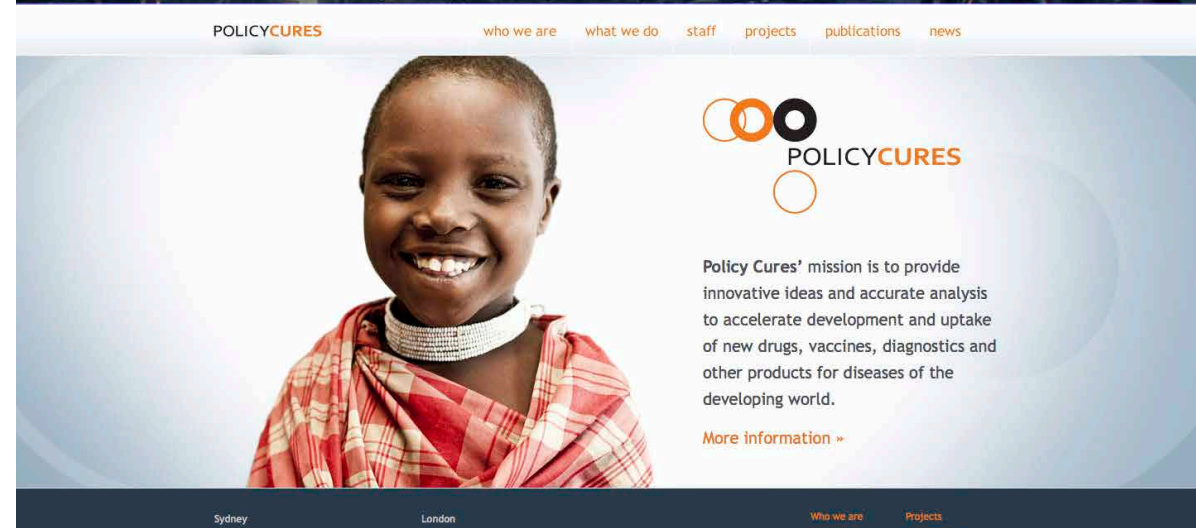 POLICYCURES
who we are what we do staff projects publications news
POLICYCURES
Policy Cures’ mission is to provide
innovative ideas and accurate analysis
to accelerate development and uptake
of new drugs, vaccines, diagnostics and
other products for diseases of the
developing world.
More information »
Sydney London Who we are Projects